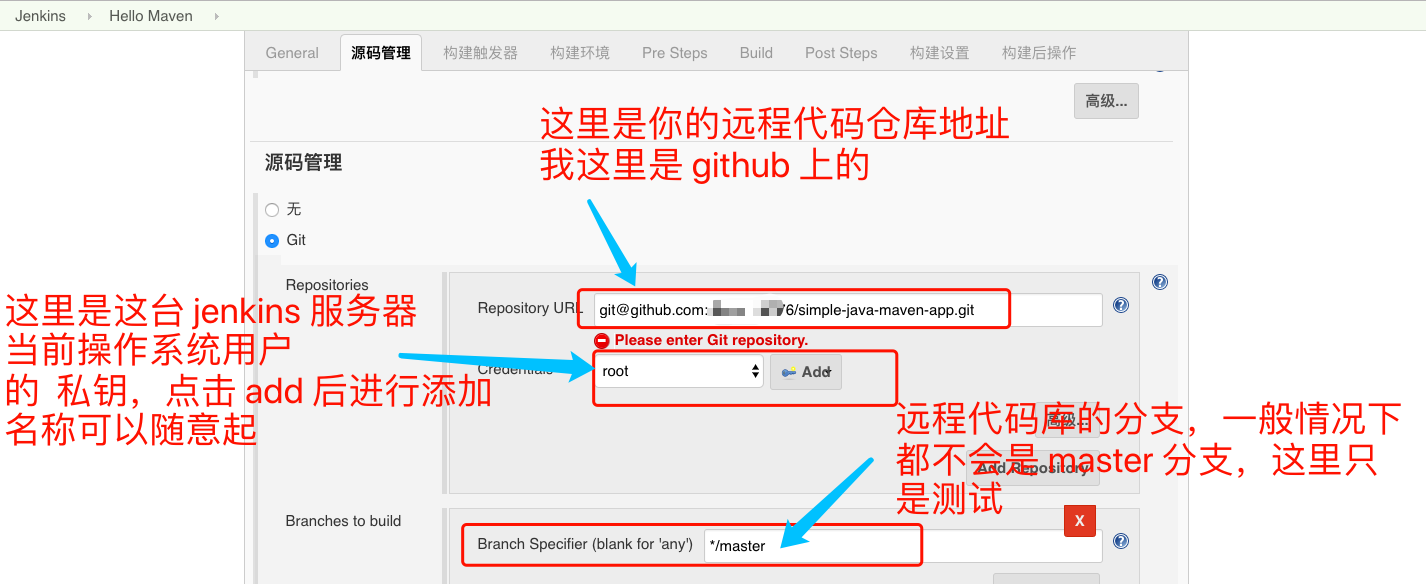 Jenkins Hello Maven
General 源码管理 构建触发器 构建环境 Pre Steps Build Post Steps 构建设置 构建后操作
高级...
这里是你的远程代码仓库地址
我这里是 github 上的
源码管理
无
Git
Repositories
Repository URL git@github.com: 76/simple-java-maven-app.git
Please enter Git repository.
Credentials root Add
这里是这台 jenkins 服务器
当前操作系统用户
的 私钥，点击 add 后进行添加
名称可以随意起
高级...
Add Repository
远程代码库的分支，一般情况下
都不会是 master 分支，这里只
是测试
Branches to build
X
Branch Specifier (blank for 'any') */master